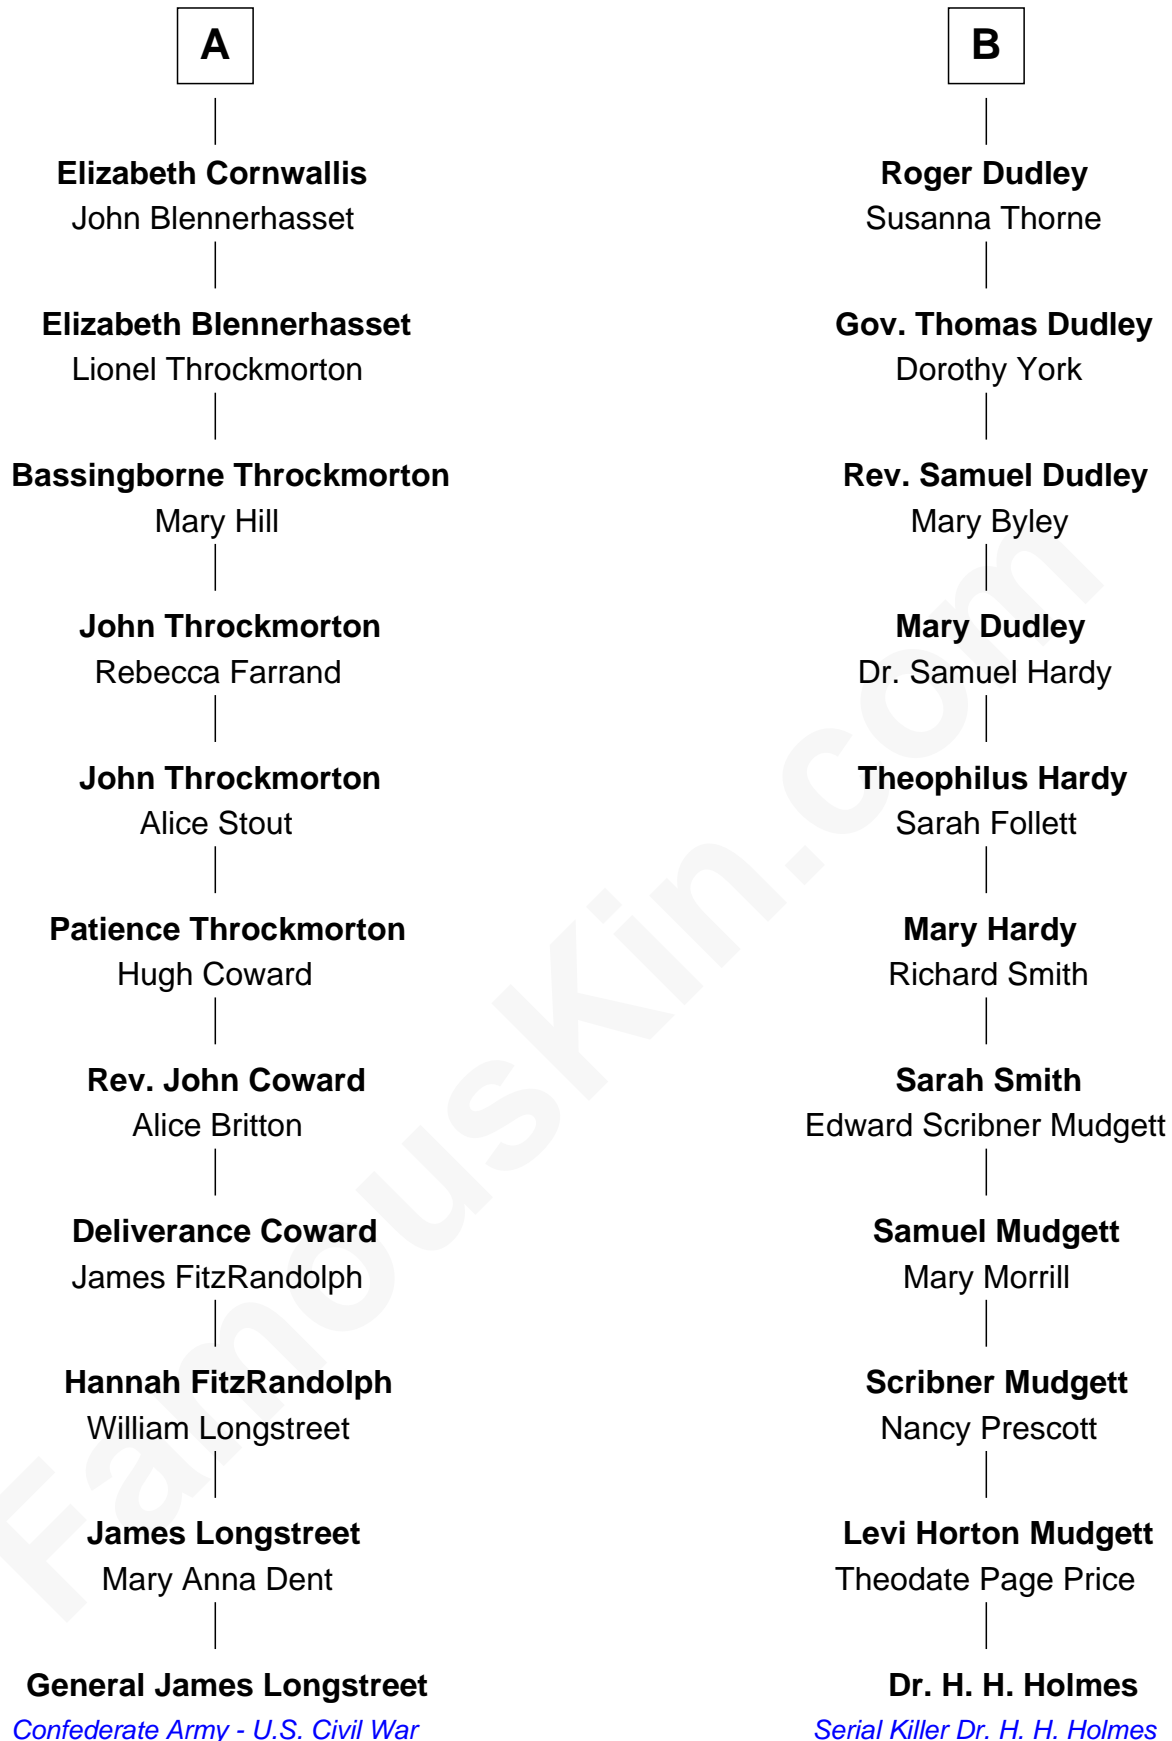 A
Elizabeth Cornwallis
John Blennerhasset
Elizabeth Blennerhasset
Lionel Throckmorton
Bassingborne Throckmorton
Mary Hill
John Throckmorton
Rebecca Farrand
John Throckmorton
Alice Stout
Patience Throckmorton
Hugh Coward
Rev. John Coward
Alice Britton
Deliverance Coward
James FitzRandolph
Hannah FitzRandolph
William Longstreet
James Longstreet
Mary Anna Dent
General James Longstreet
Confederate Army - U.S. Civil War
B
Roger Dudley
Susanna Thorne
Gov. Thomas Dudley
Dorothy York
Rev. Samuel Dudley
Mary Byley
Mary Dudley
Dr. Samuel Hardy
Theophilus Hardy
Sarah Follett
Mary Hardy
Richard Smith
Sarah Smith
Edward Scribner Mudgett
Samuel Mudgett
Mary Morrill
Scribner Mudgett
Nancy Prescott
Levi Horton Mudgett
Theodate Page Price
Dr. H. H. Holmes
Serial Killer Dr. H. H. Holmes
FamousKin.com